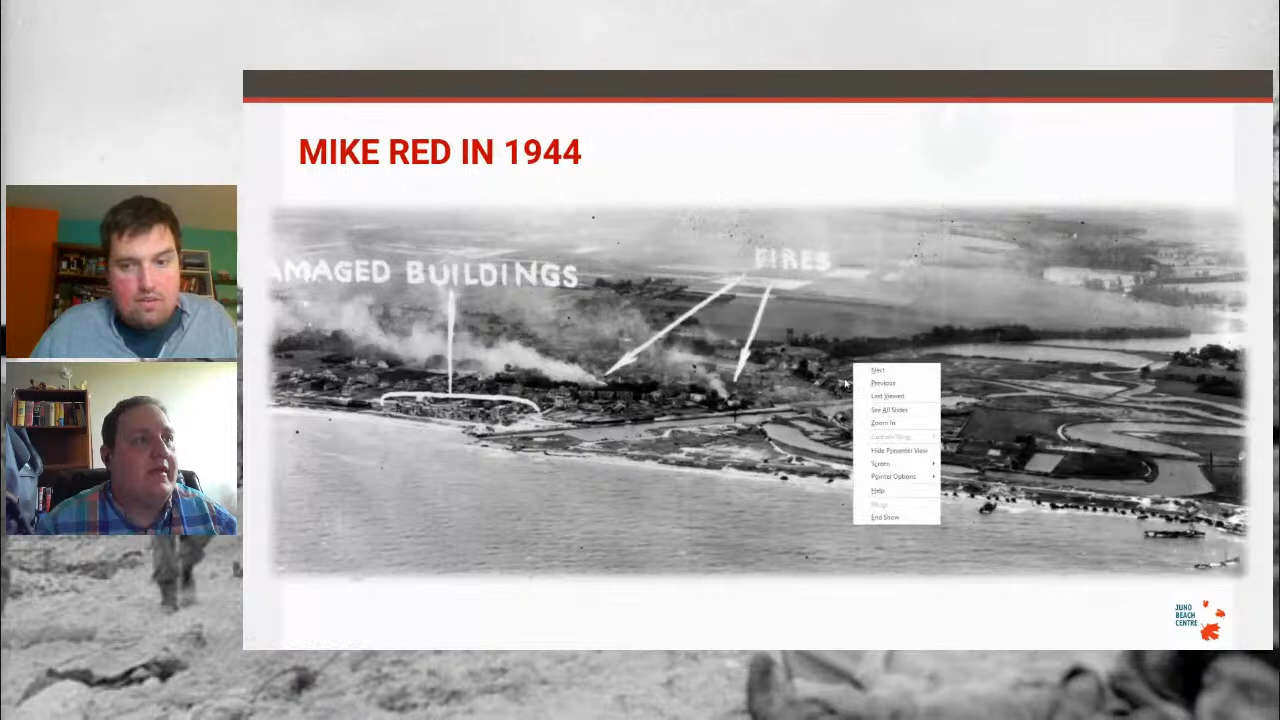 MIKE RED IN 1944
AMAGED BUILDINGS
FIRES
Next
Previous
Last Viewed
See All Slides
Zoom In
Hide Presenter View
Screen
Pointer Options
Help
End Show
JUNO
BEACH
CENTRE